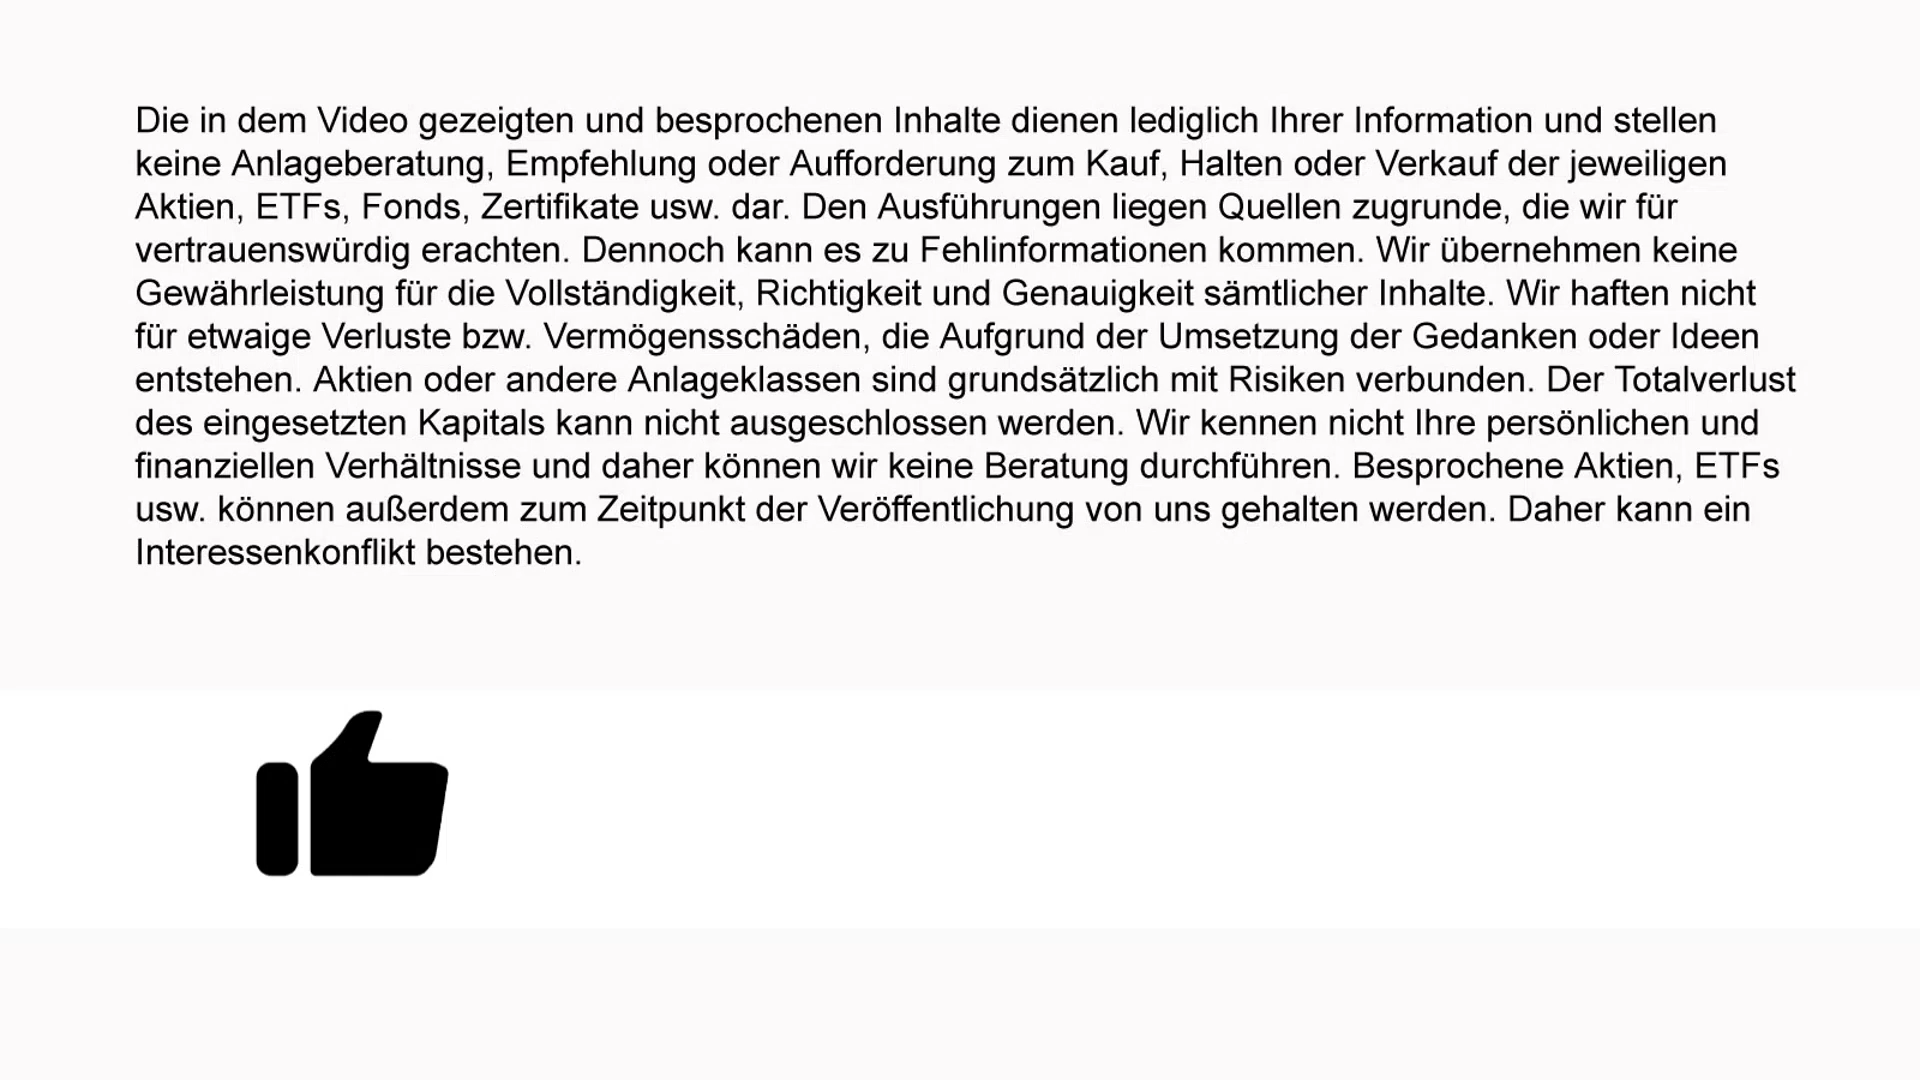 Die in dem Video gezeigten und besprochenen Inhalte dienen lediglich Ihrer Information und stellen
keine Anlageberatung, Empfehlung oder Aufforderung zum Kauf, Halten oder Verkauf der jeweiligen
Aktien, ETFs, Fonds, Zertifikate usw. dar. Den Ausführungen liegen Quellen zugrunde, die wir für
vertrauenswürdig erachten. Dennoch kann es zu Fehlinformationen kommen. Wir übernehmen keine
Gewährleistung für die Vollständigkeit, Richtigkeit und Genauigkeit sämtlicher Inhalte. Wir haften nicht
für etwaige Verluste bzw. Vermögensschäden, die Aufgrund der Umsetzung der Gedanken oder Ideen
entstehen. Aktien oder andere Anlageklassen sind grundsätzlich mit Risiken verbunden. Der Totalverlust
des eingesetzten Kapitals kann nicht ausgeschlossen werden. Wir kennen nicht Ihre persönlichen und
finanziellen Verhältnisse und daher können wir keine Beratung durchführen. Besprochene Aktien, ETFs
usw. können außerdem zum Zeitpunkt der Veröffentlichung von uns gehalten werden. Daher kann ein
Interessenkonflikt bestehen.